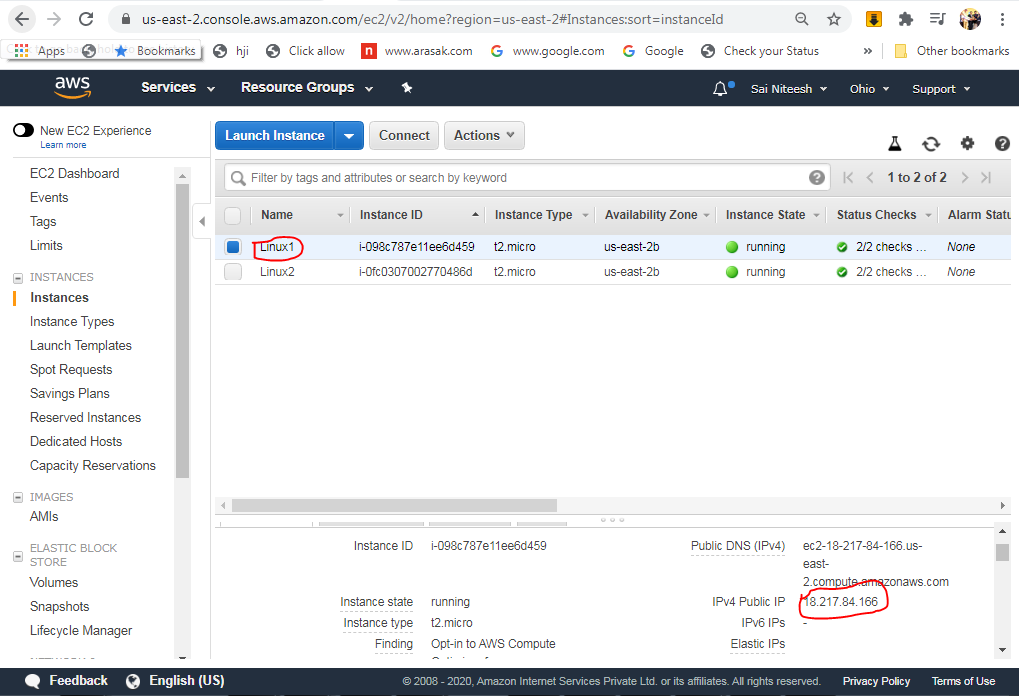 us-east-2.console.aws.amazon.com/ec2/v2/home?region=us-east-2#Instances:sort=instanceId
Apps Bookmarks hji Click allow n www.arasak.com www.google.com Google Check your Status » Other bookmarks
aws Services Resource Groups Sai Niteesh Ohio Support
New EC2 Experience
Learn more
Launch Instance Connect Actions
EC2 Dashboard
Events
Tags
Limits
INSTANCES
Instances
Instance Types
Launch Templates
Spot Requests
Savings Plans
Reserved Instances
Dedicated Hosts
Capacity Reservations
IMAGES
AMIs
ELASTIC BLOCK
STORE
Volumes
Snapshots
Lifecycle Manager
Filter by tags and attributes or search by keyword 1 to 2 of 2
Name Instance ID Instance Type Availability Zone Instance State Status Checks Alarm Statu
Linux1 i-098c787e11ee6d459 t2.micro us-east-2b running 2/2 checks ... None
Linux2 i-0fc0307002770486d t2.micro us-east-2b running 2/2 checks ... None
Instance ID i-098c787e11ee6d459 Public DNS (IPv4) ec2-18-217-84-166.us-
east-
2.compute.amazonaws.com
Instance state running IPv4 Public IP 18.217.84.166
Instance type t2.micro IPv6 IPs -
Finding Opt-in to AWS Compute Elastic IPs
Feedback English (US) © 2008 - 2020, Amazon Internet Services Private Ltd. or its affiliates. All rights reserved. Privacy Policy Terms of Use